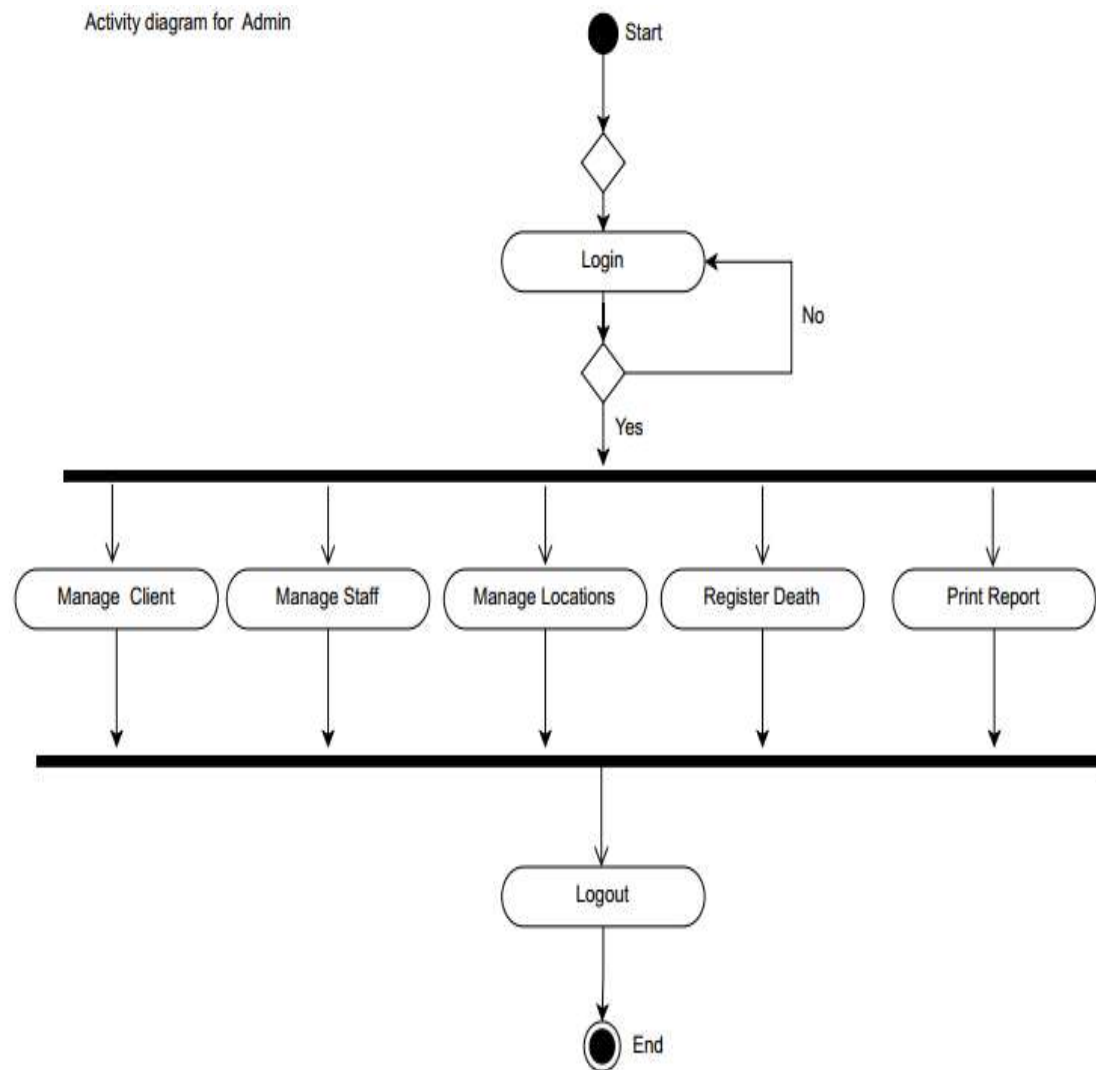 Activity diagram for Admin
Start
Login
No
Yes
Manage Client
Manage Staff
Manage Locations
Register Death
Print Report
Logout
End